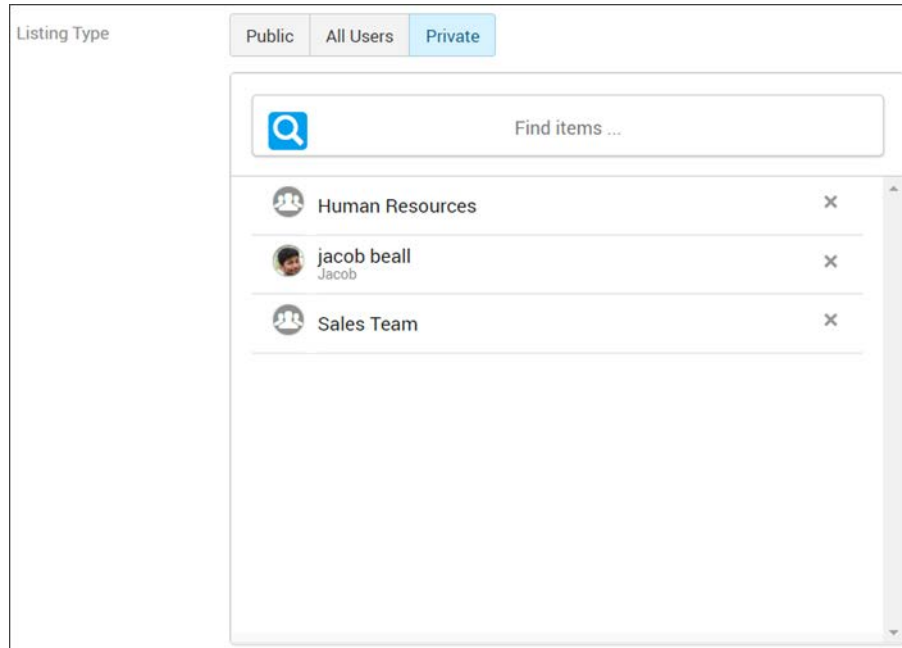 Listing Type
Public All Users Private
Find items ...
Human Resources
jacob beall
Jacob
Sales Team